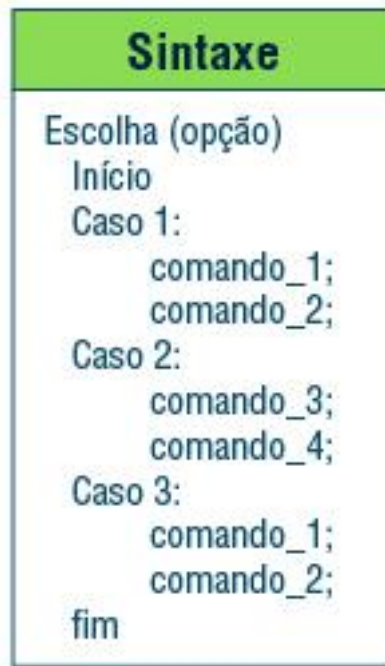 Sintaxe
Escolha (opção)
Início
Caso 1:
comando_1;
comando_2;
Caso 2:
comando_3;
comando_4;
Caso 3:
comando_1;
comando_2;
fim